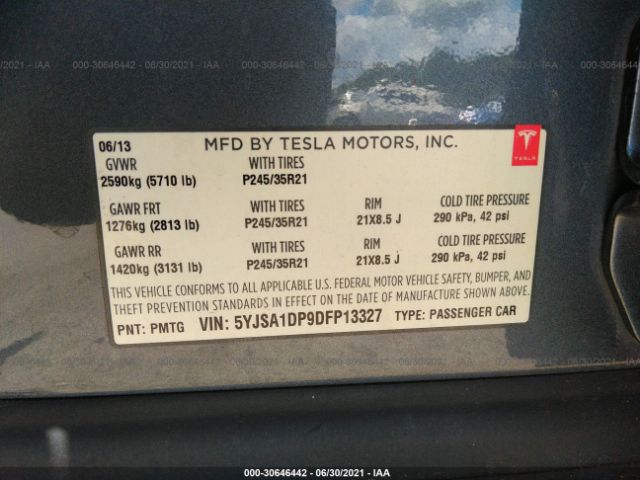 000-30646442 - 06/30/2021 - IAA
000-30646442 - 06/30/2021 - IAA
000-30646442 - 06/30/2021 - IAA
06/13 MFD BY TESLA MOTORS, INC.
TESLA
GVWR WITH TIRES
2590kg (5710 lb) P245/35R21
GAWR FRT WITH TIRES RIM COLD TIRE PRESSURE
1276kg (2813 lb) P245/35R21 21X8.5 J 290 kPa, 42 psi
GAWR RR WITH TIRES RIM COLD TIRE PRESSURE
1420kg (3131 lb) P245/35R21 21X8.5 J 290 kPa, 42 psi
THIS VEHICLE CONFORMS TO ALL APPLICABLE U.S. FEDERAL MOTOR VEHICLE SAFETY, BUMPER, AND
THEFT PREVENTION STANDARDS IN EFFECT ON THE DATE OF MANUFACTURE SHOWN ABOVE.
PNT: PMTG VIN: 5YJSA1DP9DFP13327 TYPE: PASSENGER CAR
000-30646442 - 06/30/2021 - IAA